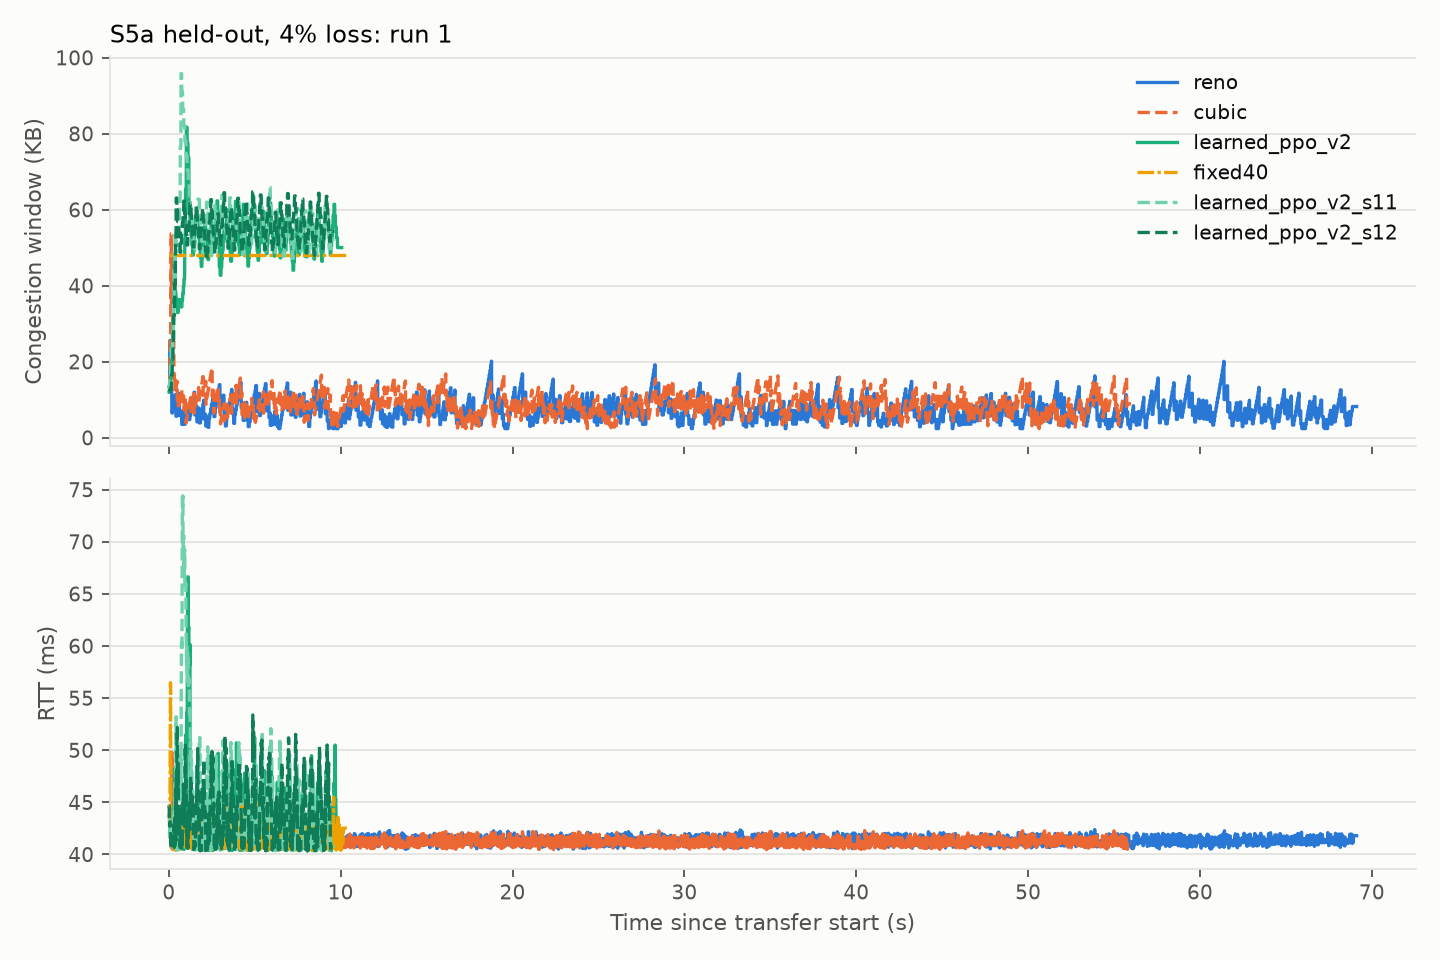 S5a held-out, 4% loss: run 1
100
80
60
40
20
0
Congestion window (KB)
reno
cubic
learned_ppo_v2
fixed40
learned_ppo_v2_s11
learned_ppo_v2_s12
75
70
65
60
55
50
45
40
RTT (ms)
0 10 20 30 40 50 60 70
Time since transfer start (s)